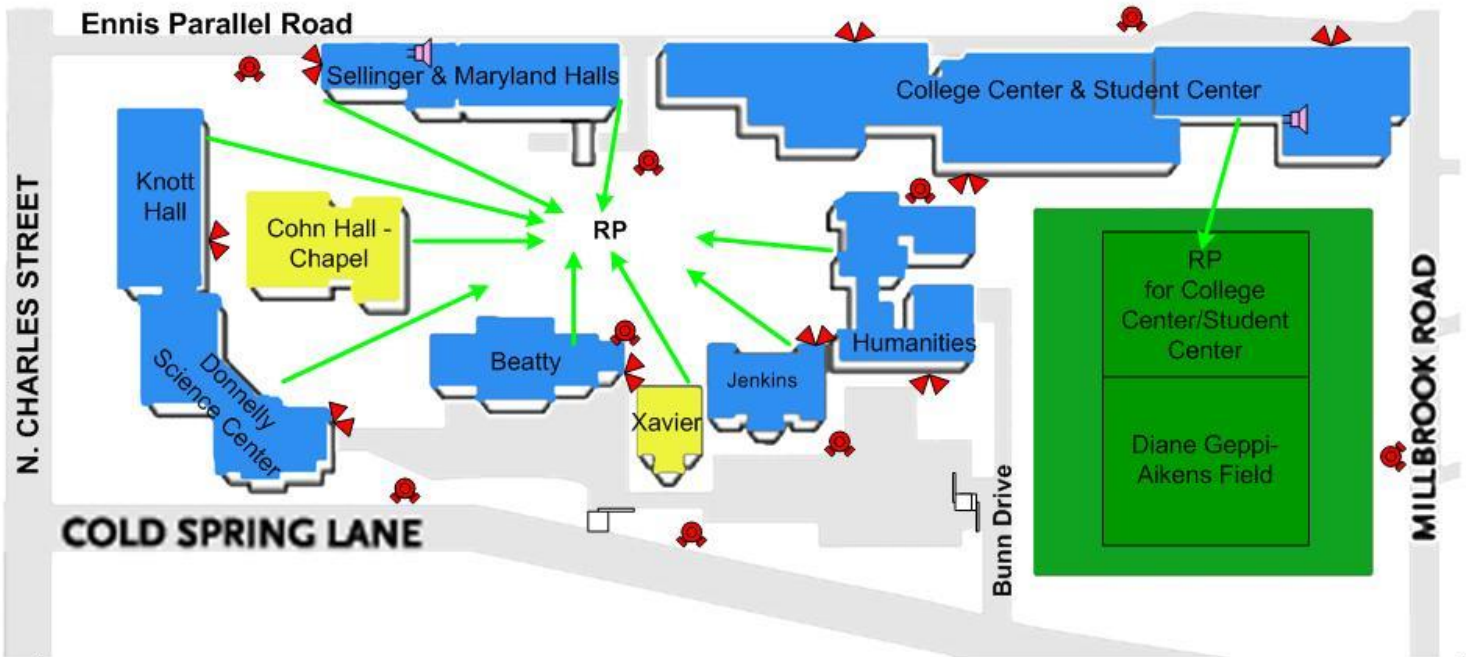 Ennis Parallel Road
Sellinger & Maryland Halls
College Center & Student Center
Knott
Hall
Cohn Hall -
Chapel
RP
N. CHARLES STREET
RP
for College
Center/Student
Center
MILLBROOK ROAD
Humanities
Beatty
Jenkins
Xavier
Donnelly
Science Center
Diane Geppi-
Aikens Field
COLD SPRING LANE
Bunn Drive